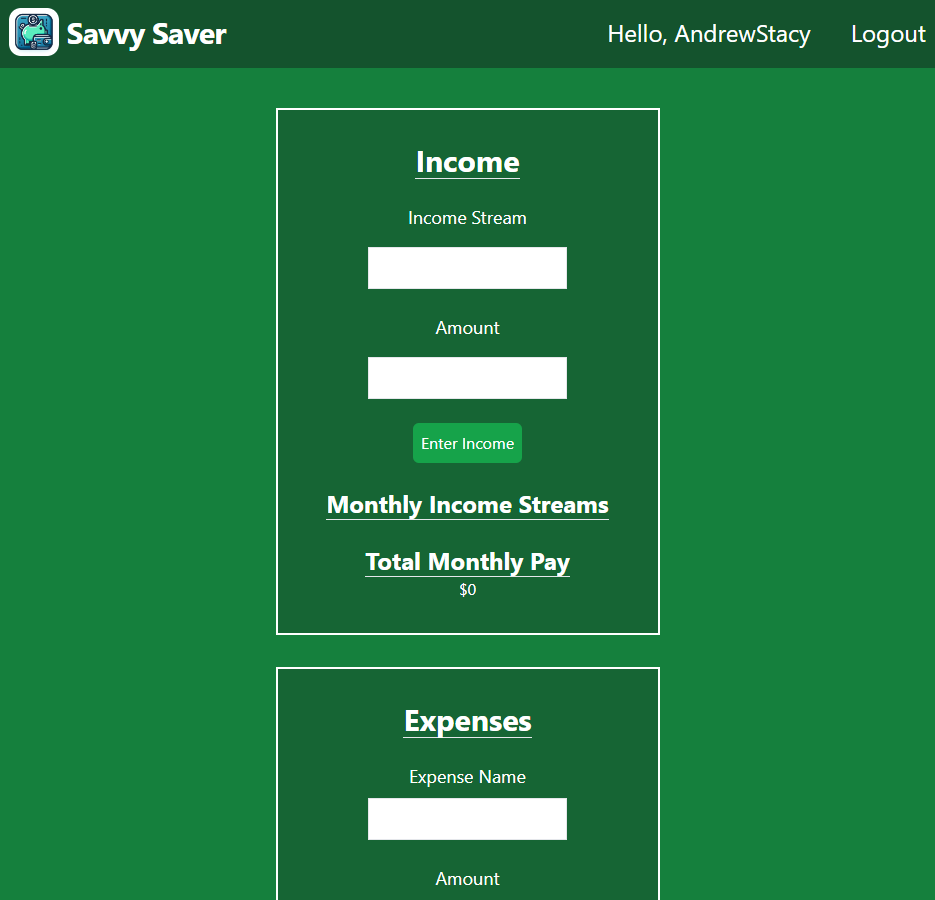 Savvy Saver
Hello, AndrewStacy
Logout
Income
Income Stream
Amount
Enter Income
Monthly Income Streams
Total Monthly Pay
$0
Expenses
Expense Name
Amount